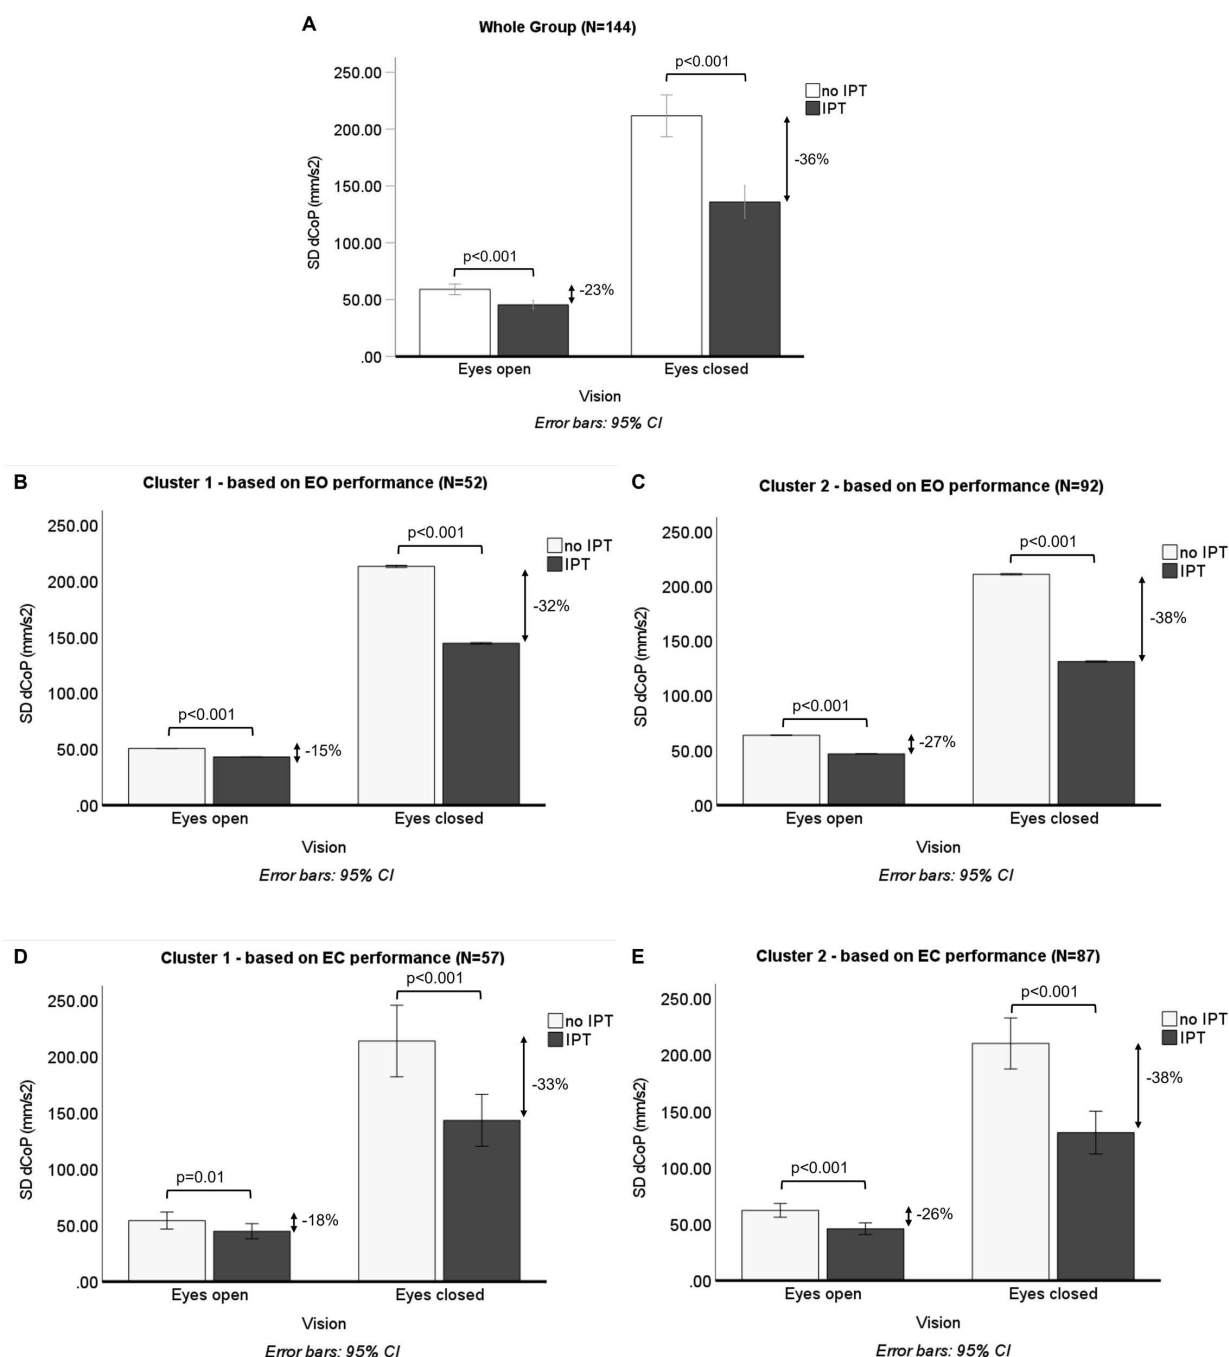 A
Whole Group (N=144)
p<0.001
250.00
no IPT
IPT
200.00
-36%
150.00
SD dCoP (mm/s2)
100.00
p<0.001
50.00
-23%
.00
Eyes open
Eyes closed
Vision
Error bars: 95% CI
B
Cluster 1 - based on EO performance (N=52)
250.00
p<0.001
no IPT
IPT
200.00
-32%
150.00
SD dCoP (mm/s2)
100.00
p<0.001
50.00
-15%
.00
Eyes open
Eyes closed
Vision
Error bars: 95% CI
C
Cluster 2 - based on EO performance (N=92)
250.00
p<0.001
no IPT
IPT
200.00
-38%
150.00
SD dCoP (mm/s2)
100.00
p<0.001
50.00
-27%
.00
Eyes open
Eyes closed
Vision
Error bars: 95% CI
D
Cluster 1 - based on EC performance (N=57)
p<0.001
250.00
no IPT
IPT
200.00
-33%
150.00
SD dCoP (mm/s2)
100.00
p=0.01
50.00
-18%
.00
Eyes open
Eyes closed
Vision
Error bars: 95% CI
E
Cluster 2 - based on EC performance (N=87)
p<0.001
250.00
no IPT
IPT
200.00
-38%
150.00
SD dCoP (mm/s2)
100.00
p<0.001
50.00
-26%
.00
Eyes open
Eyes closed
Vision
Error bars: 95% CI